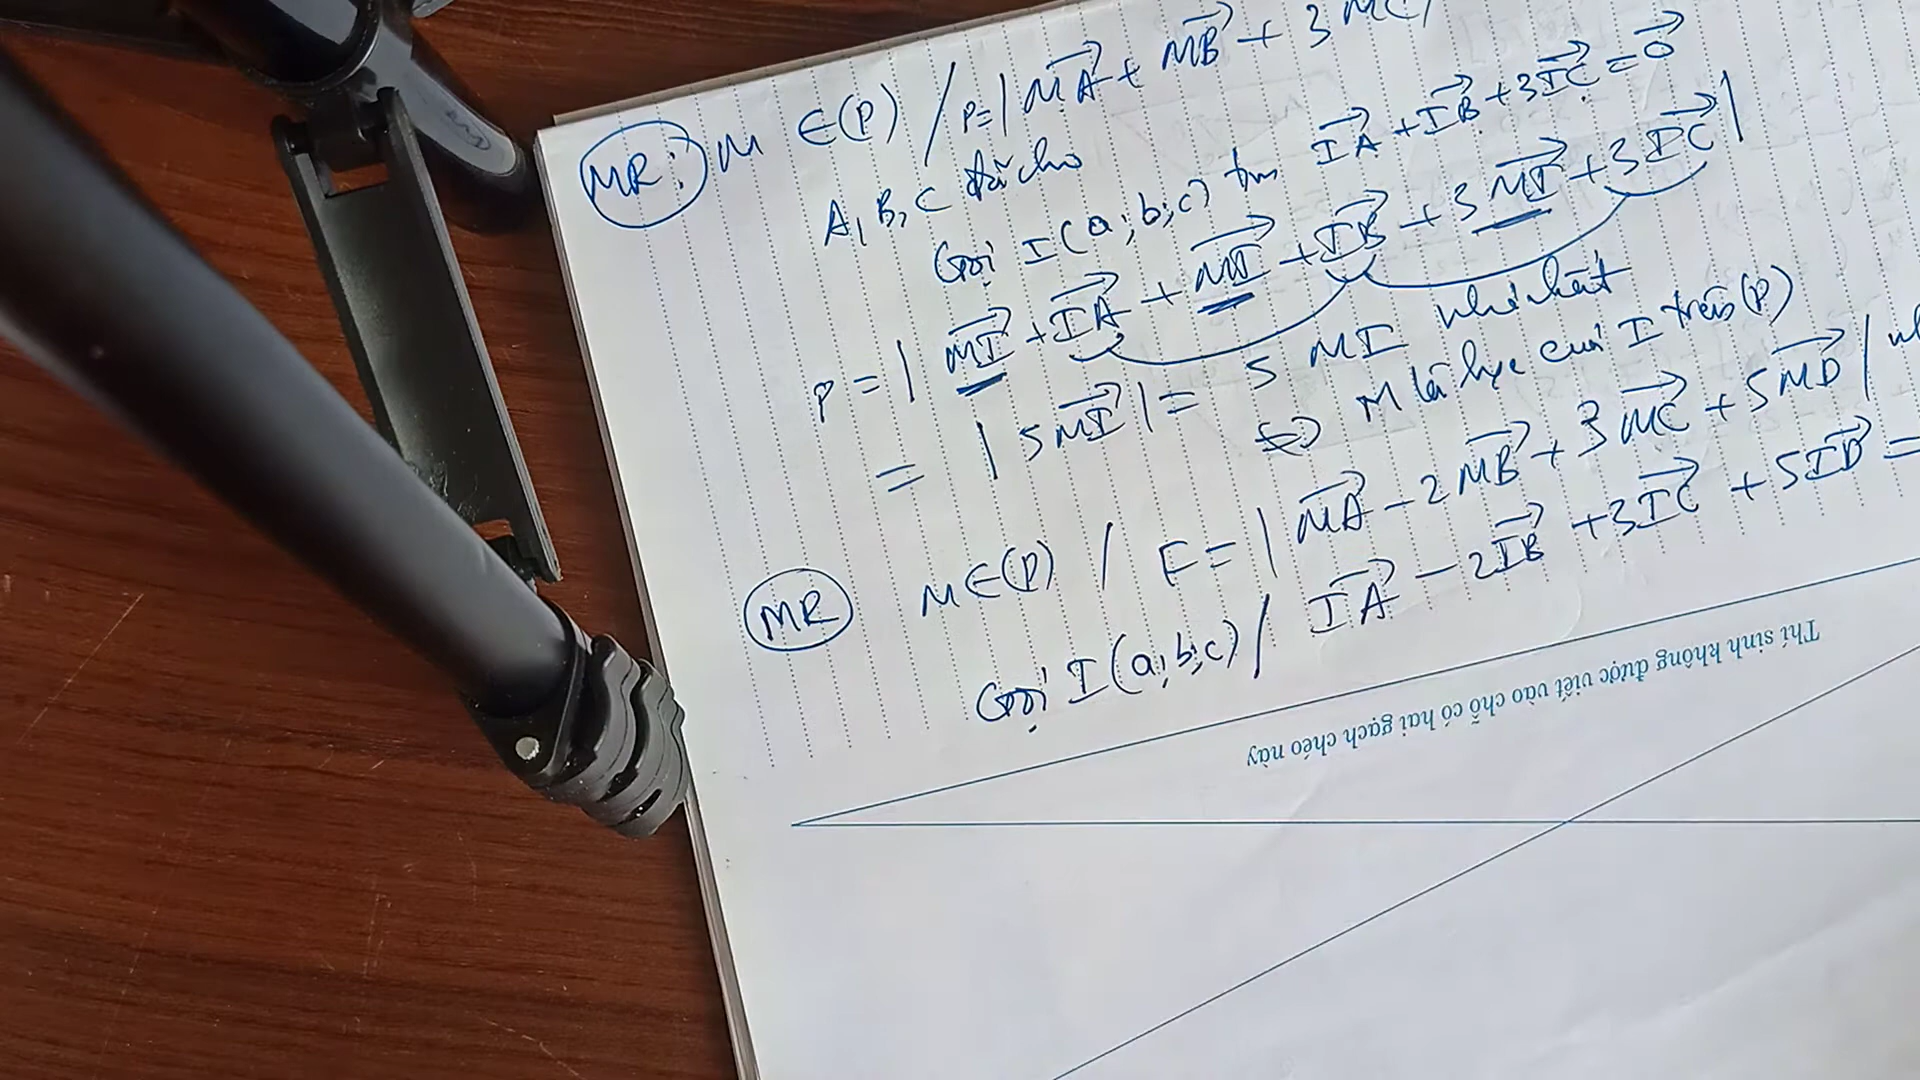 MR: M ∈ (P) / P = |MA⃗ + MB⃗ + 3MC⃗|
A, B, C đã cho
Gọi I(a; b; c) tm IA⃗ + IB⃗ + 3IC⃗ = 0⃗
P = |MI⃗ + IA⃗ + MI⃗ + IB⃗ + 3MI⃗ + 3IC⃗|
= |5MI⃗| = 5 MI nhỏ nhất
⇔ M là h/c của I trên (P)
MR M ∈ (P) / F = |MA⃗ - 2MB⃗ + 3MC⃗ + 5MD⃗|
Gọi I(a; b; c) / IA⃗ - 2IB⃗ + 3IC⃗ + 5ID⃗ =
Thí sinh không được viết vào chỗ có hai gạch chéo này